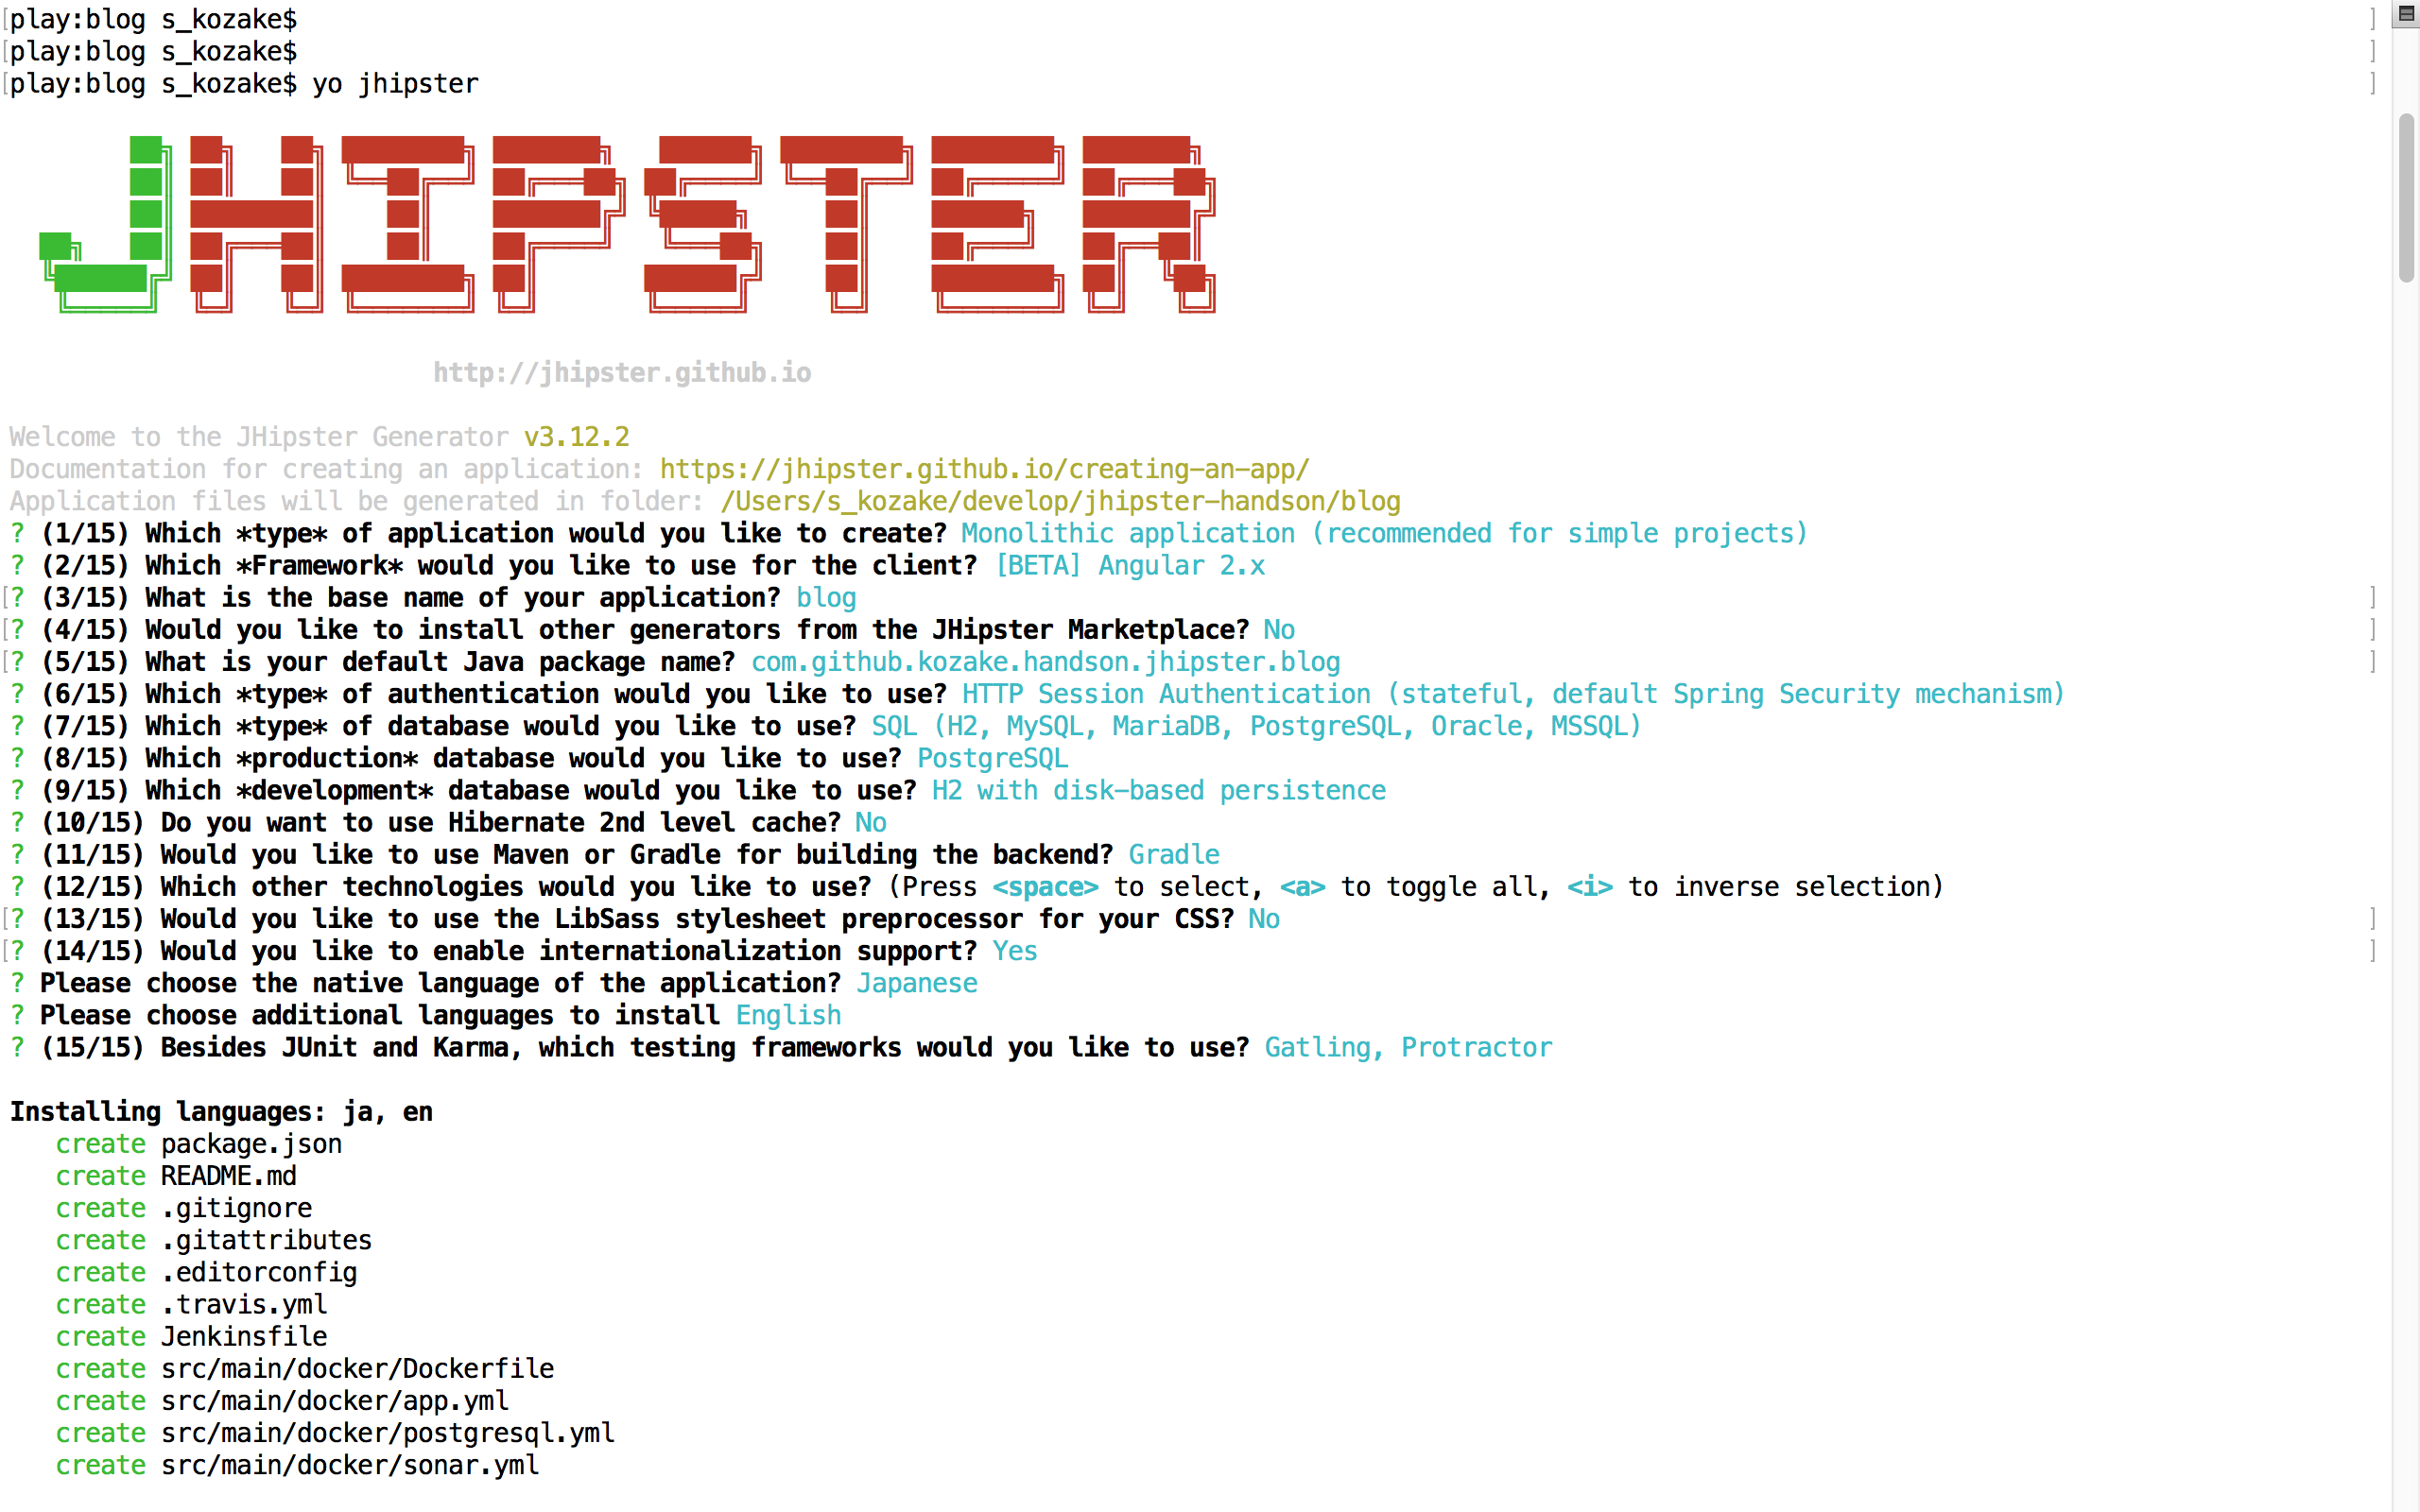 [play:blog s_kozake$ ]
[play:blog s_kozake$ ]
[play:blog s_kozake$ yo jhipster ]
JHIPSTER
http://jhipster.github.io
Welcome to the JHipster Generator v3.12.2
Documentation for creating an application: https://jhipster.github.io/creating-an-app/
Application files will be generated in folder: /Users/s_kozake/develop/jhipster-handson/blog
? (1/15) Which *type* of application would you like to create? Monolithic application (recommended for simple projects)
? (2/15) Which *Framework* would you like to use for the client? [BETA] Angular 2.x
[? (3/15) What is the base name of your application? blog ]
[? (4/15) Would you like to install other generators from the JHipster Marketplace? No ]
[? (5/15) What is your default Java package name? com.github.kozake.handson.jhipster.blog ]
? (6/15) Which *type* of authentication would you like to use? HTTP Session Authentication (stateful, default Spring Security mechanism)
? (7/15) Which *type* of database would you like to use? SQL (H2, MySQL, MariaDB, PostgreSQL, Oracle, MSSQL)
? (8/15) Which *production* database would you like to use? PostgreSQL
? (9/15) Which *development* database would you like to use? H2 with disk-based persistence
? (10/15) Do you want to use Hibernate 2nd level cache? No
? (11/15) Would you like to use Maven or Gradle for building the backend? Gradle
? (12/15) Which other technologies would you like to use? (Press <space> to select, <a> to toggle all, <i> to inverse selection)
[? (13/15) Would you like to use the LibSass stylesheet preprocessor for your CSS? No ]
[? (14/15) Would you like to enable internationalization support? Yes ]
? Please choose the native language of the application? Japanese
? Please choose additional languages to install English
? (15/15) Besides JUnit and Karma, which testing frameworks would you like to use? Gatling, Protractor
Installing languages: ja, en
create package.json
create README.md
create .gitignore
create .gitattributes
create .editorconfig
create .travis.yml
create Jenkinsfile
create src/main/docker/Dockerfile
create src/main/docker/app.yml
create src/main/docker/postgresql.yml
create src/main/docker/sonar.yml